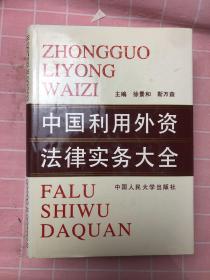 ZHONGGUO
LIYONG
WAIZI
主编 徐景和 靳万森
中国利用外资
法律实务大全
中国人民大学出版社
FALU
SHIWU
DAQUAN